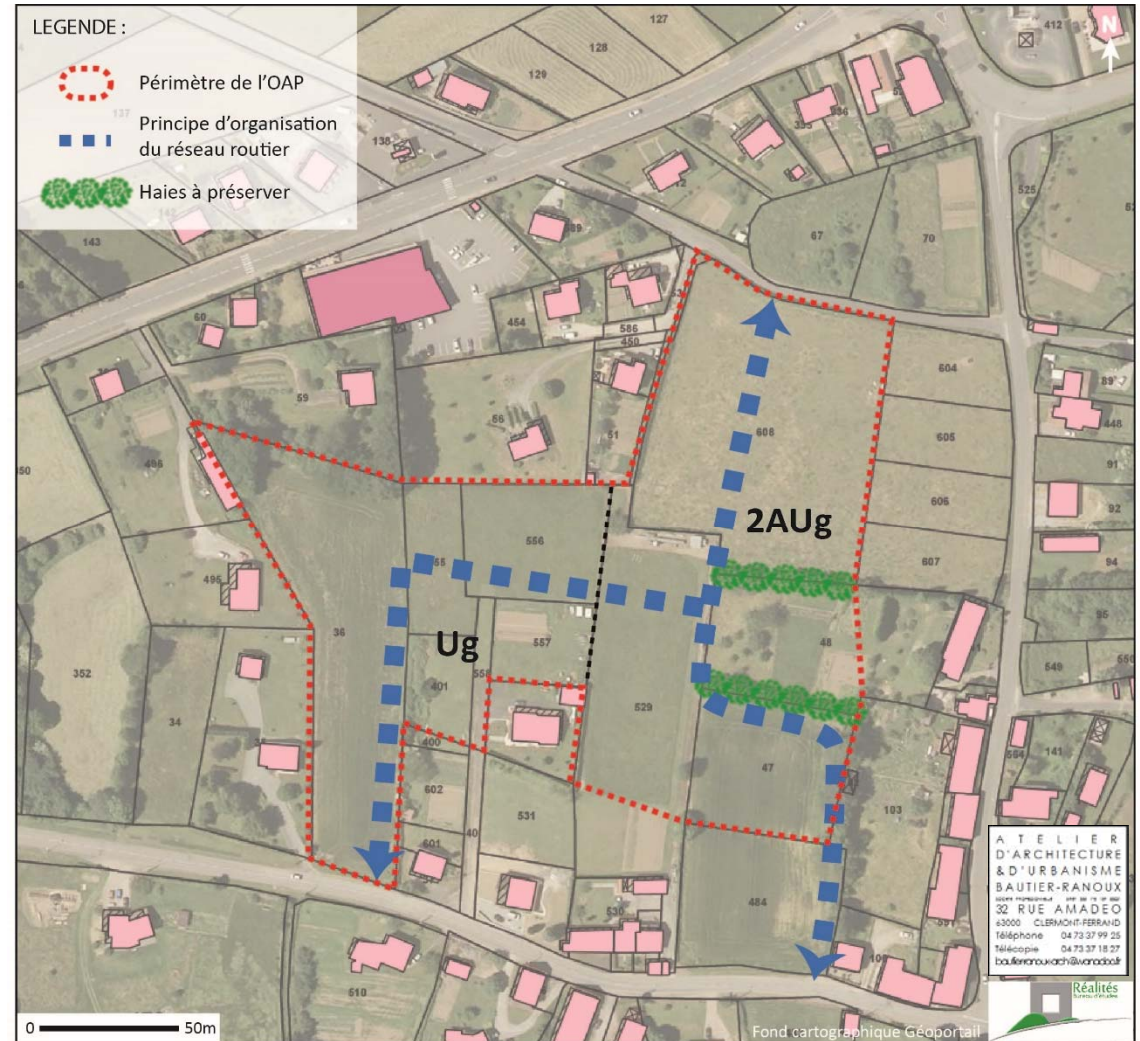 LEGENDE :
Périmètre de l'OAP
Principe d'organisation
du réseau routier
Haies à préserver
N
127
128
129
412
137
138
525
143
67
70
60
454
586
450
604
59
56
51
608
605
89
448
91
606
92
2AUg
607
94
556
95
36
Ug
557
48
549
352
34
401
558
529
141
400
47
602
531
103
40
601
484
530
510
ATELIER
D'ARCHITECTURE
& D'URBANISME
BAUTIER-RANOUX
32 RUE AMADEO
63000 CLERMONT-FERRAND
Téléphone 04 73 37 99 25
Télécopie 04 73 37 18 27
Réalités
Bureau d'études
0 50m
Fond cartographique Géoportail